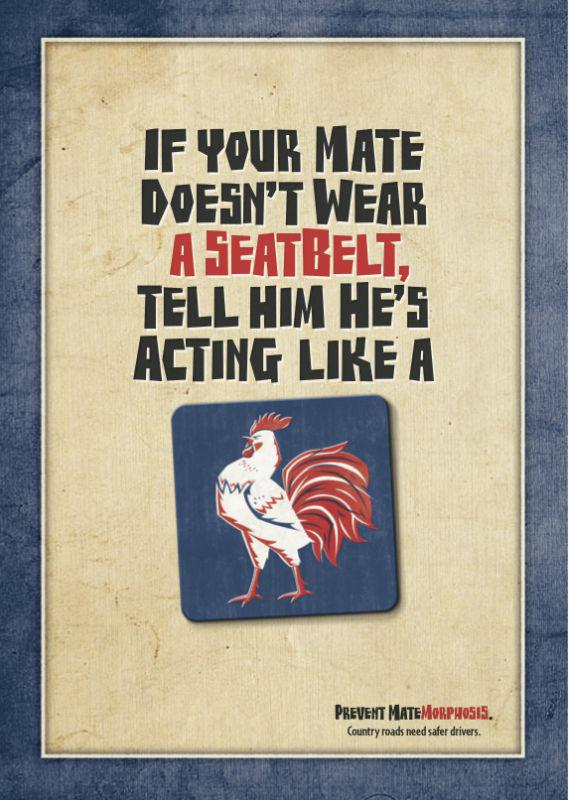 IF YOUR MATE
DOESN'T WEAR
A SEATBELT,
TELL HIM HE'S
ACTING LIKE A
PREVENT MATEMORPHOSIS.
Country roads need safer drivers.